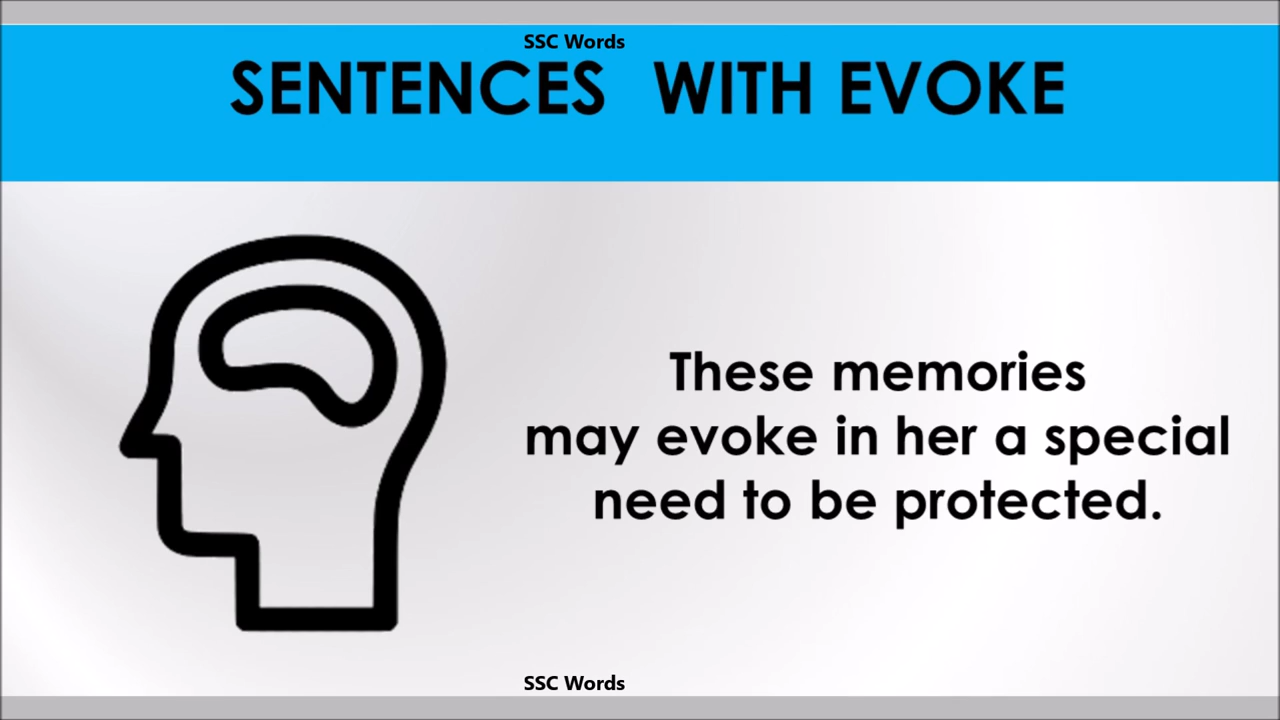 SSC Words
SENTENCES WITH EVOKE
These memories
may evoke in her a special
need to be protected.
SSC Words